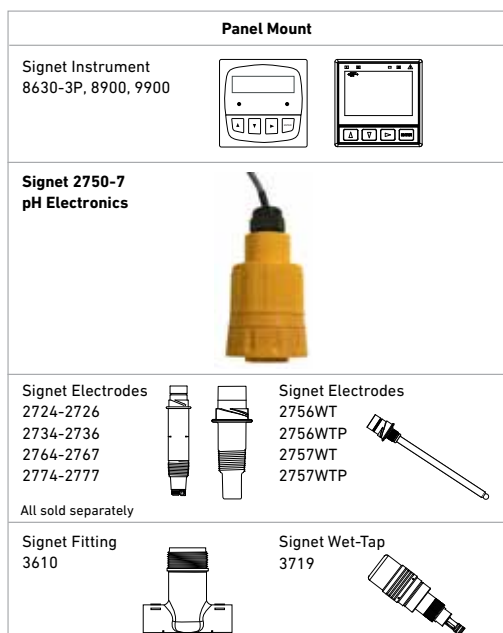 Panel Mount
Signet Instrument
8630-3P, 8900, 9900
Signet 2750-7
pH Electronics
Signet Electrodes
2724-2726
2734-2736
2764-2767
2774-2777
All sold separately
Signet Electrodes
2756WT
2756WTP
2757WT
2757WTP
Signet Fitting
3610
Signet Wet-Tap
3719